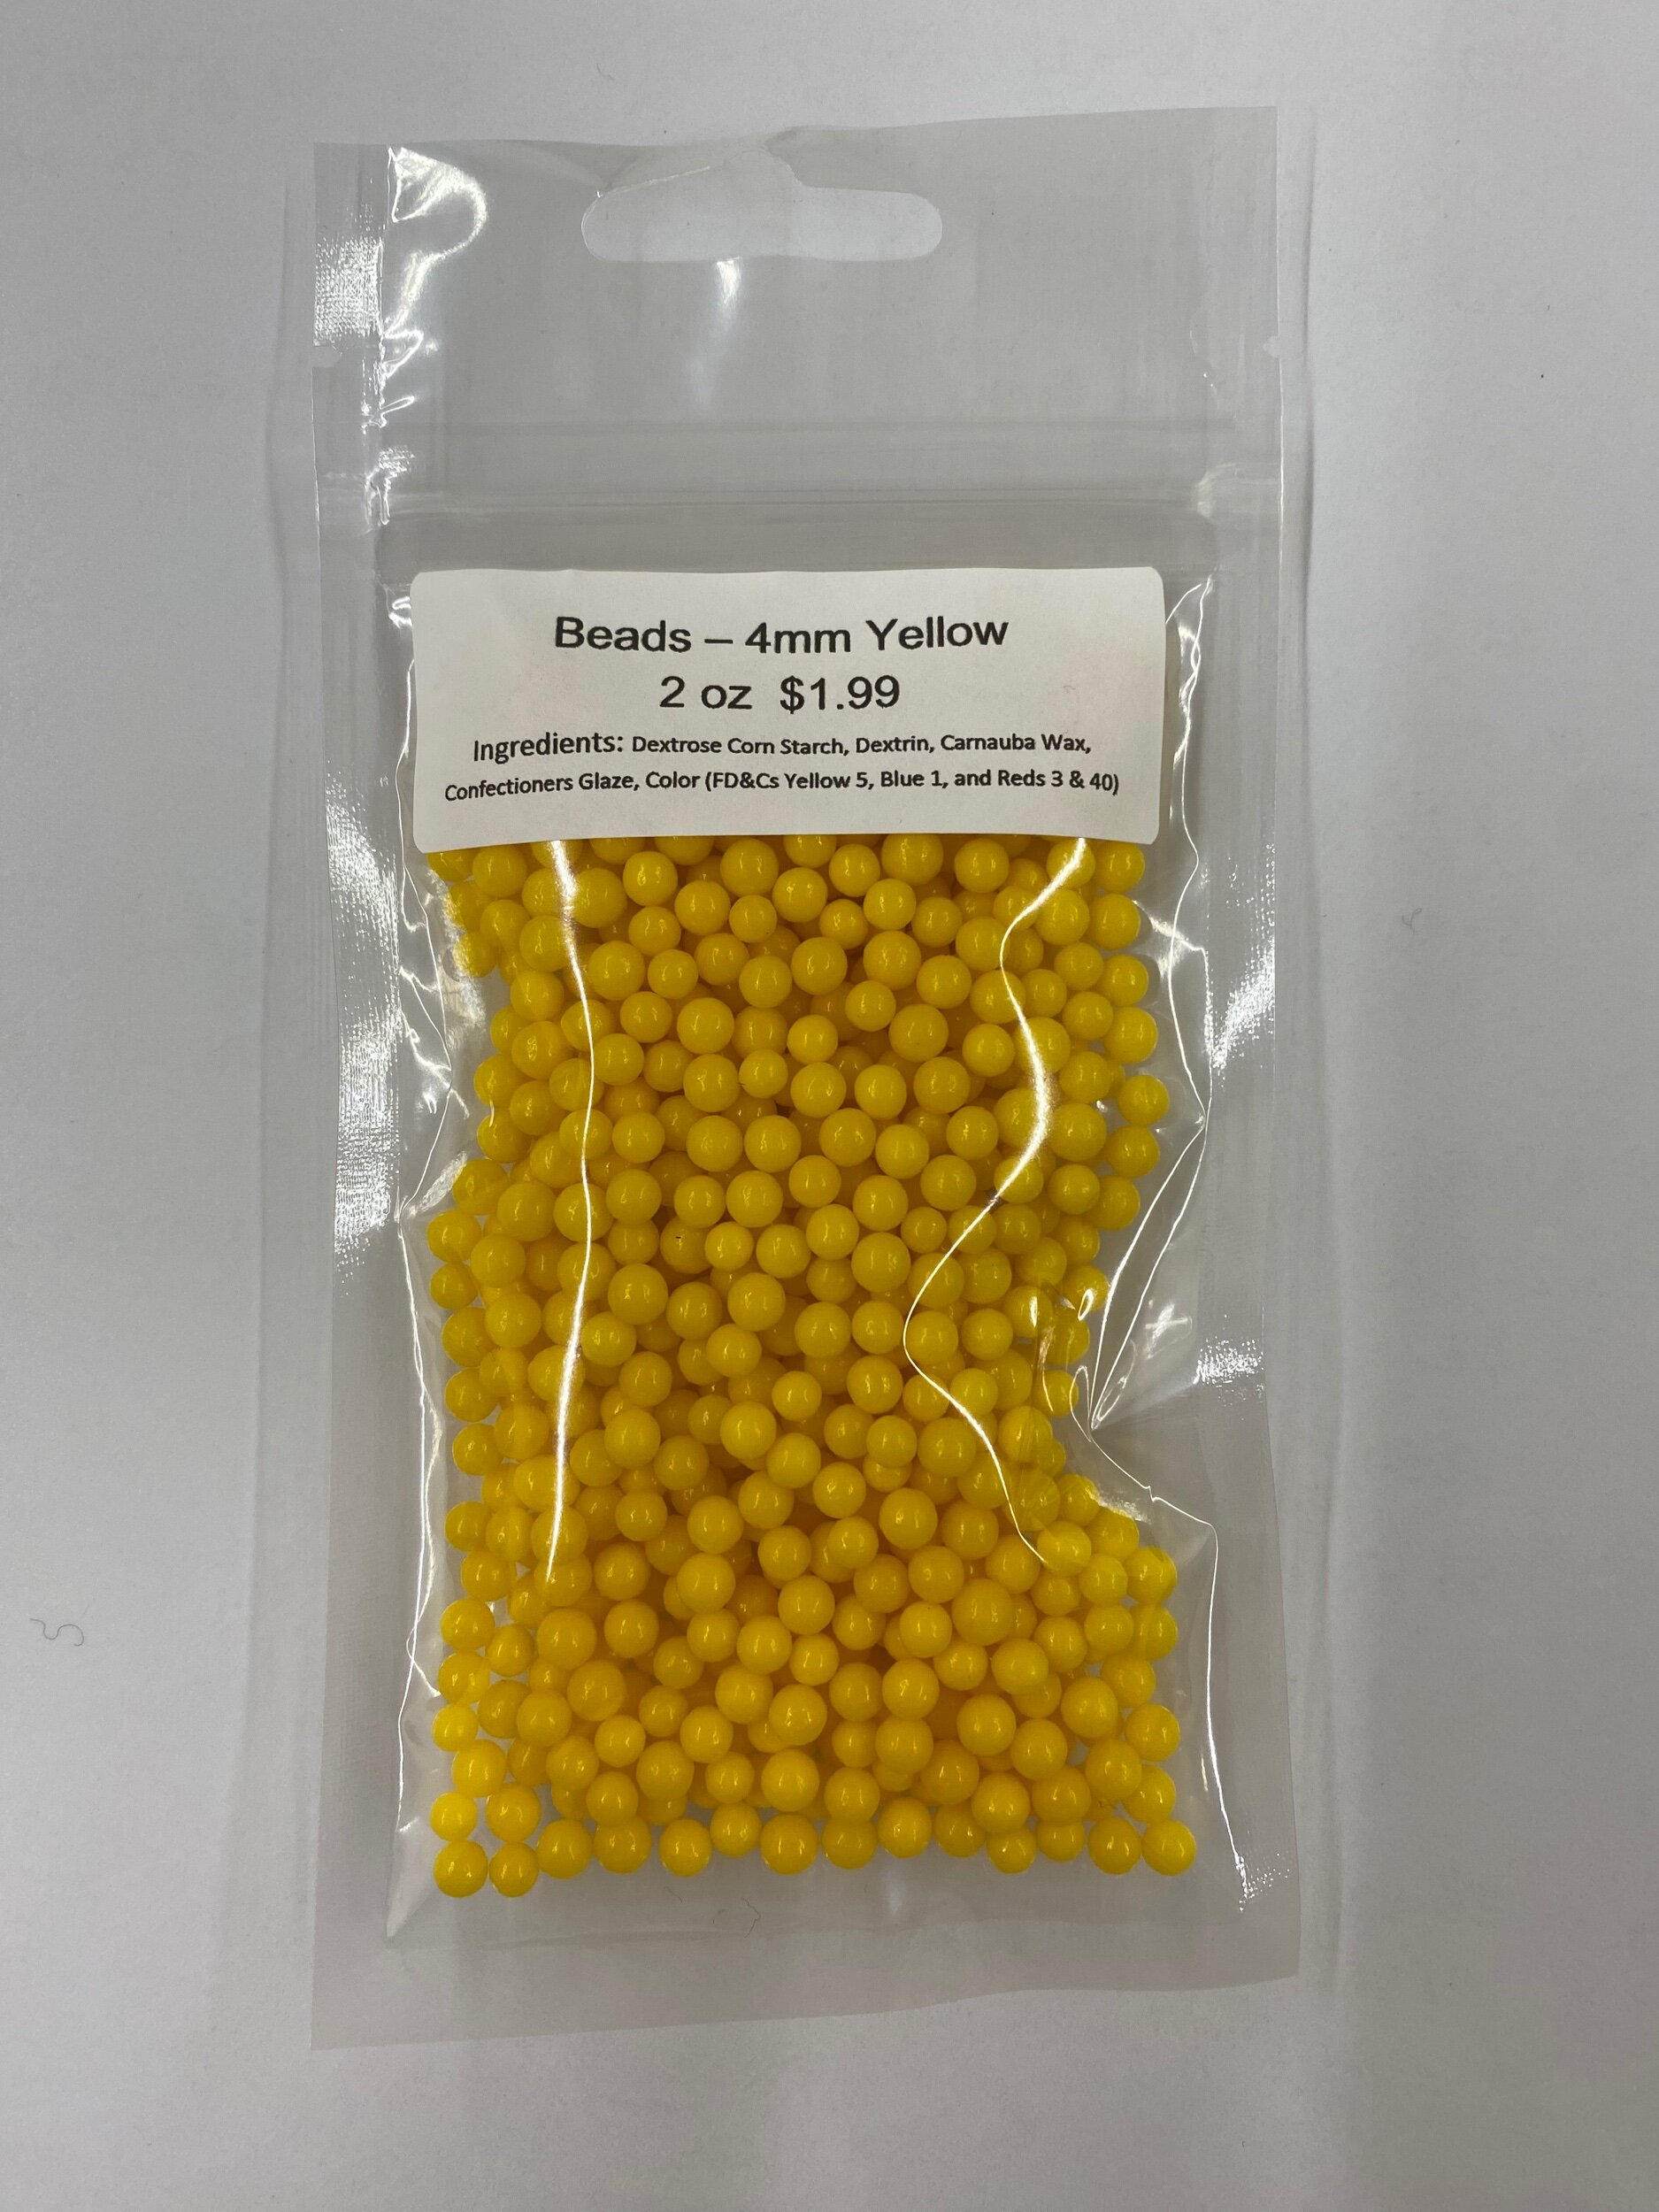 Beads – 4mm Yellow
2 oz $1.99
Ingredients: Dextrose Corn Starch, Dextrin, Carnauba Wax,
Confectioners Glaze, Color (FD&Cs Yellow 5, Blue 1, and Reds 3 & 40)